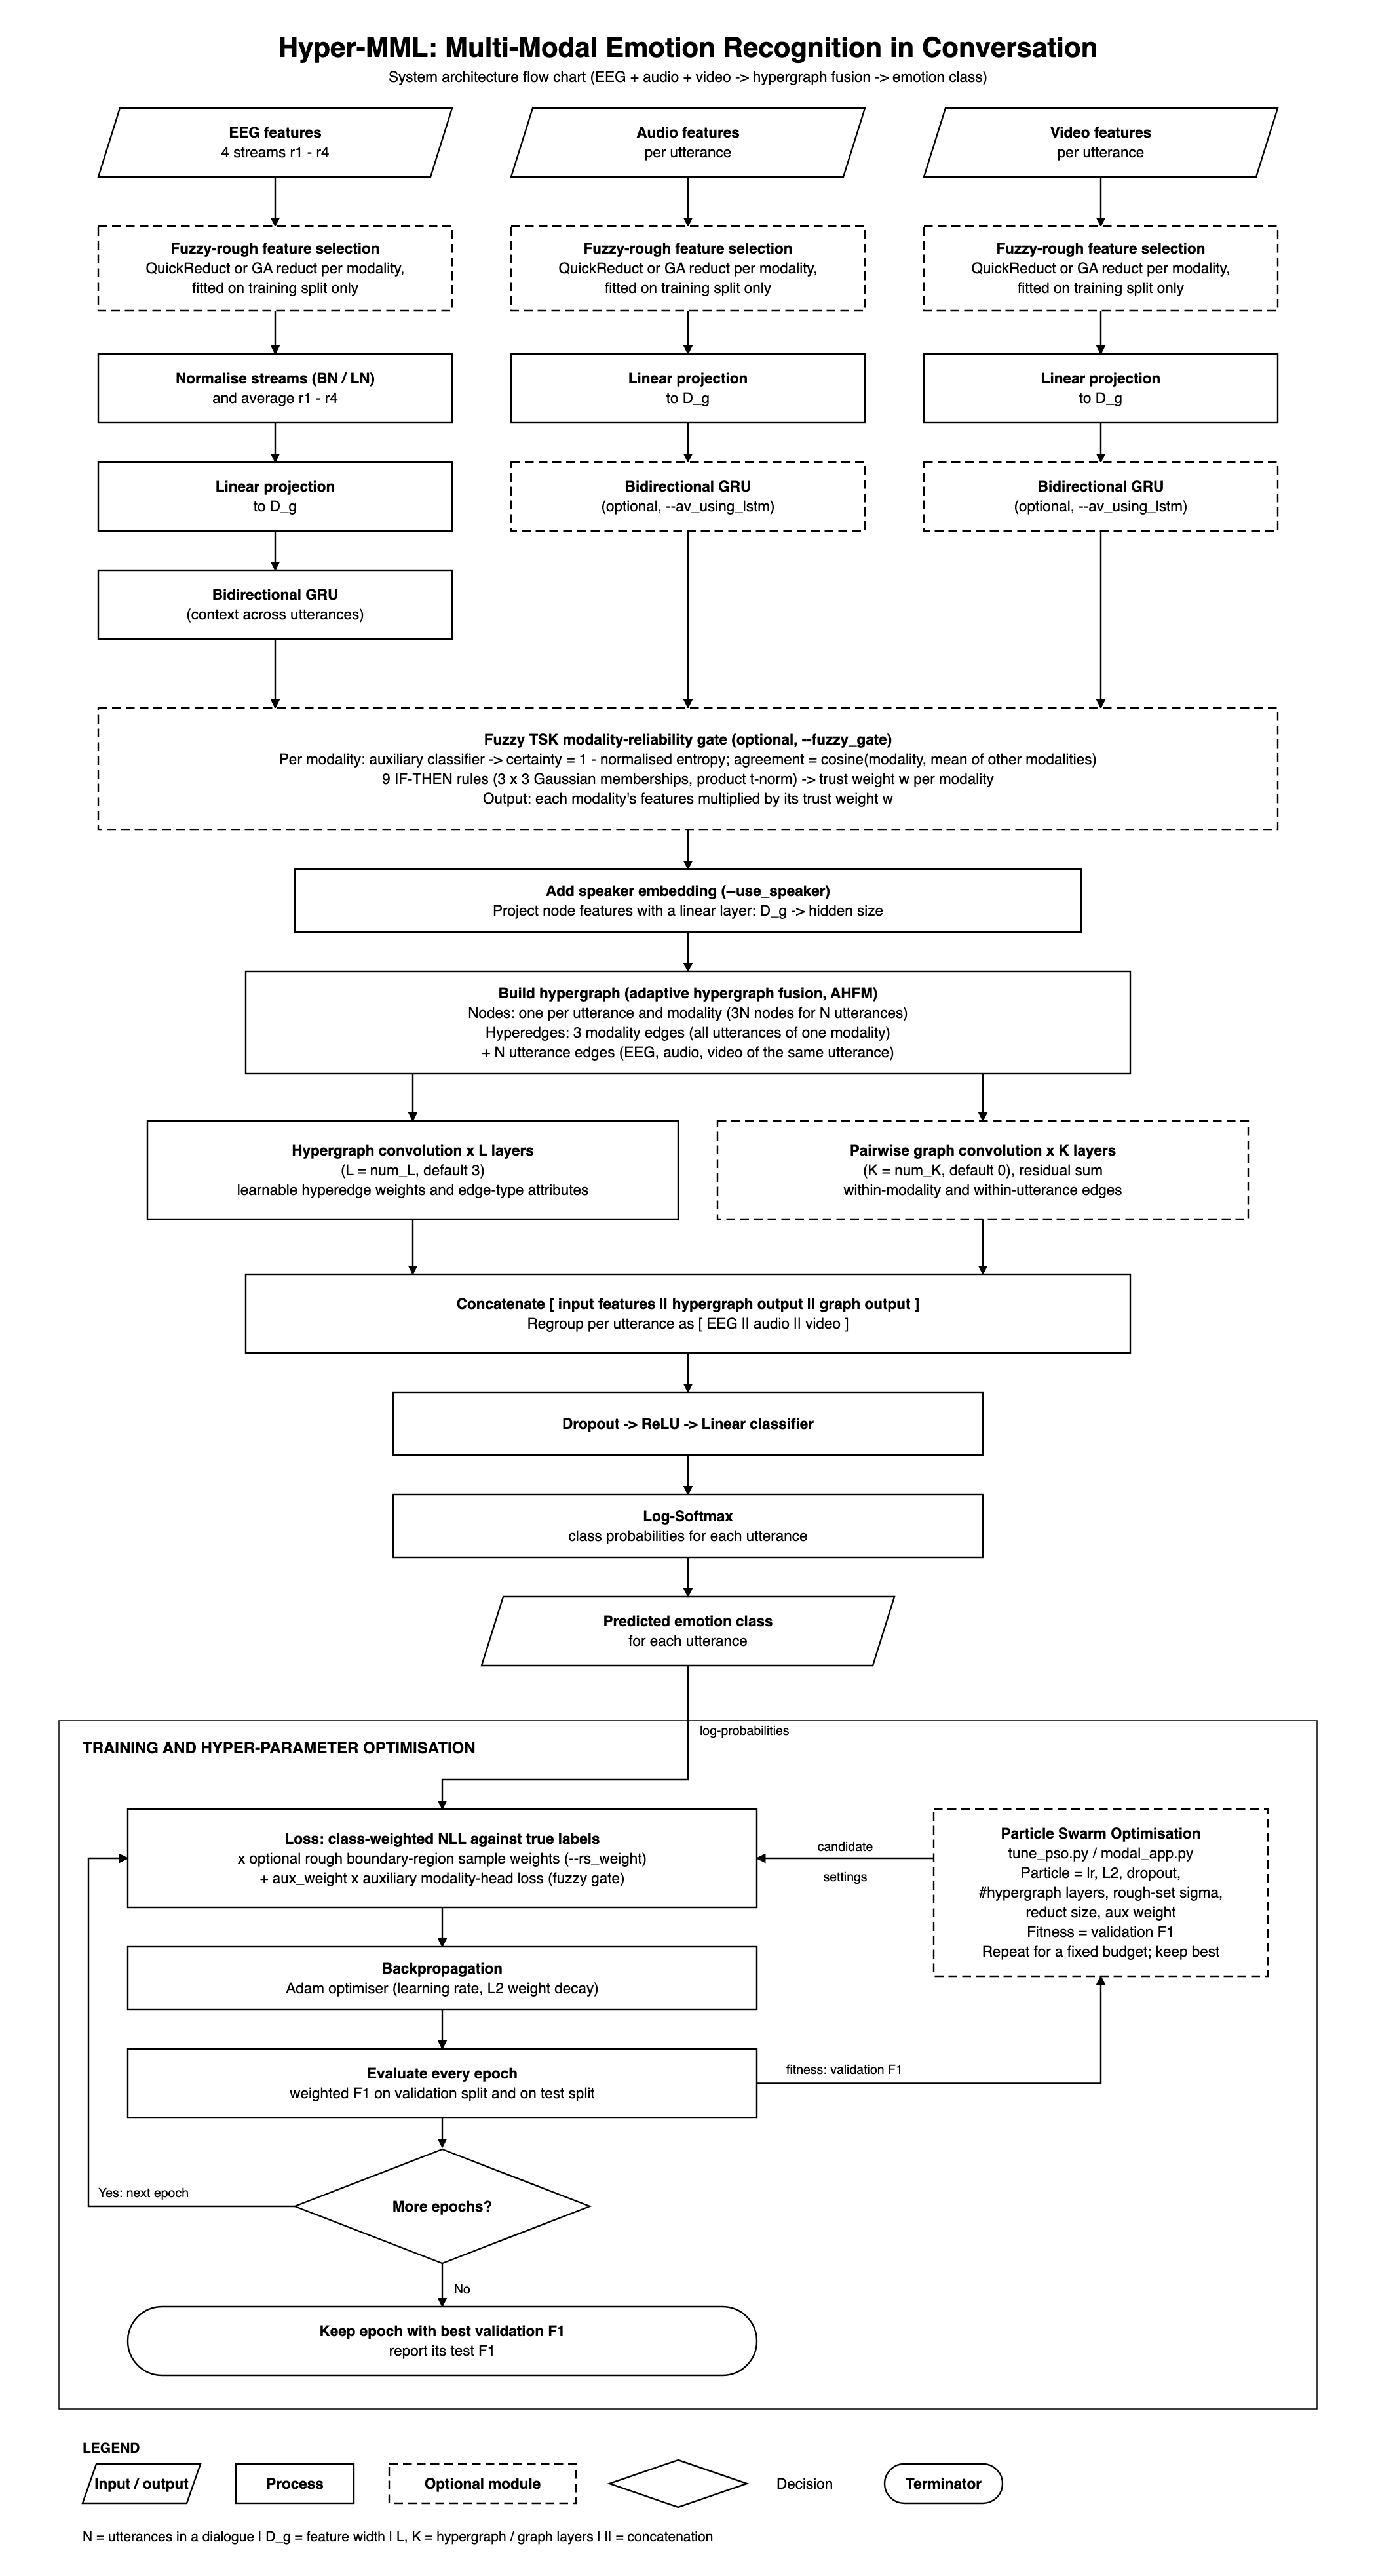 Hyper-MML: Multi-Modal Emotion Recognition in Conversation
System architecture flow chart (EEG + audio + video -> hypergraph fusion -> emotion class)
EEG features
4 streams r1 - r4
Audio features
per utterance
Video features
per utterance
Fuzzy-rough feature selection
QuickReduct or GA reduct per modality,
fitted on training split only
Fuzzy-rough feature selection
QuickReduct or GA reduct per modality,
fitted on training split only
Fuzzy-rough feature selection
QuickReduct or GA reduct per modality,
fitted on training split only
Normalise streams (BN / LN)
and average r1 - r4
Linear projection
to D_g
Linear projection
to D_g
Linear projection
to D_g
Bidirectional GRU
(optional, --av_using_lstm)
Bidirectional GRU
(optional, --av_using_lstm)
Bidirectional GRU
(context across utterances)
Fuzzy TSK modality-reliability gate (optional, --fuzzy_gate)
Per modality: auxiliary classifier -> certainty = 1 - normalised entropy; agreement = cosine(modality, mean of other modalities)
9 IF-THEN rules (3 x 3 Gaussian memberships, product t-norm) -> trust weight w per modality
Output: each modality's features multiplied by its trust weight w
Add speaker embedding (--use_speaker)
Project node features with a linear layer: D_g -> hidden size
Build hypergraph (adaptive hypergraph fusion, AHFM)
Nodes: one per utterance and modality (3N nodes for N utterances)
Hyperedges: 3 modality edges (all utterances of one modality)
+ N utterance edges (EEG, audio, video of the same utterance)
Hypergraph convolution x L layers
(L = num_L, default 3)
learnable hyperedge weights and edge-type attributes
Pairwise graph convolution x K layers
(K = num_K, default 0), residual sum
within-modality and within-utterance edges
Concatenate [ input features || hypergraph output || graph output ]
Regroup per utterance as [ EEG || audio || video ]
Dropout -> ReLU -> Linear classifier
Log-Softmax
class probabilities for each utterance
Predicted emotion class
for each utterance
log-probabilities
TRAINING AND HYPER-PARAMETER OPTIMISATION
Loss: class-weighted NLL against true labels
x optional rough boundary-region sample weights (--rs_weight)
+ aux_weight x auxiliary modality-head loss (fuzzy gate)
candidate
settings
Particle Swarm Optimisation
tune_pso.py / modal_app.py
Particle = lr, L2, dropout,
#hypergraph layers, rough-set sigma,
reduct size, aux weight
Fitness = validation F1
Repeat for a fixed budget; keep best
Backpropagation
Adam optimiser (learning rate, L2 weight decay)
Evaluate every epoch
weighted F1 on validation split and on test split
fitness: validation F1
Yes: next epoch
More epochs?
No
Keep epoch with best validation F1
report its test F1
LEGEND
Input / output
Process
Optional module
Decision
Terminator
N = utterances in a dialogue | D_g = feature width | L, K = hypergraph / graph layers | || = concatenation